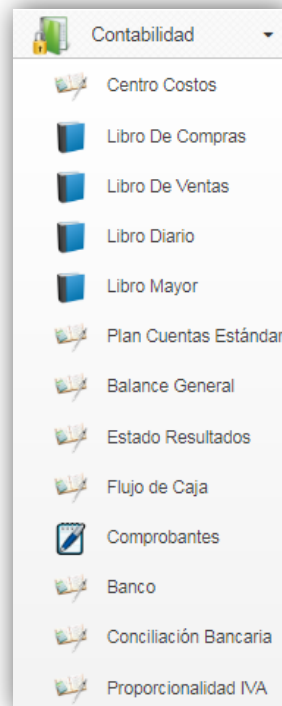 Contabilidad
Centro Costos
Libro De Compras
Libro De Ventas
Libro Diario
Libro Mayor
Plan Cuentas Estándar
Balance General
Estado Resultados
Flujo de Caja
Comprobantes
Banco
Conciliación Bancaria
Proporcionalidad IVA